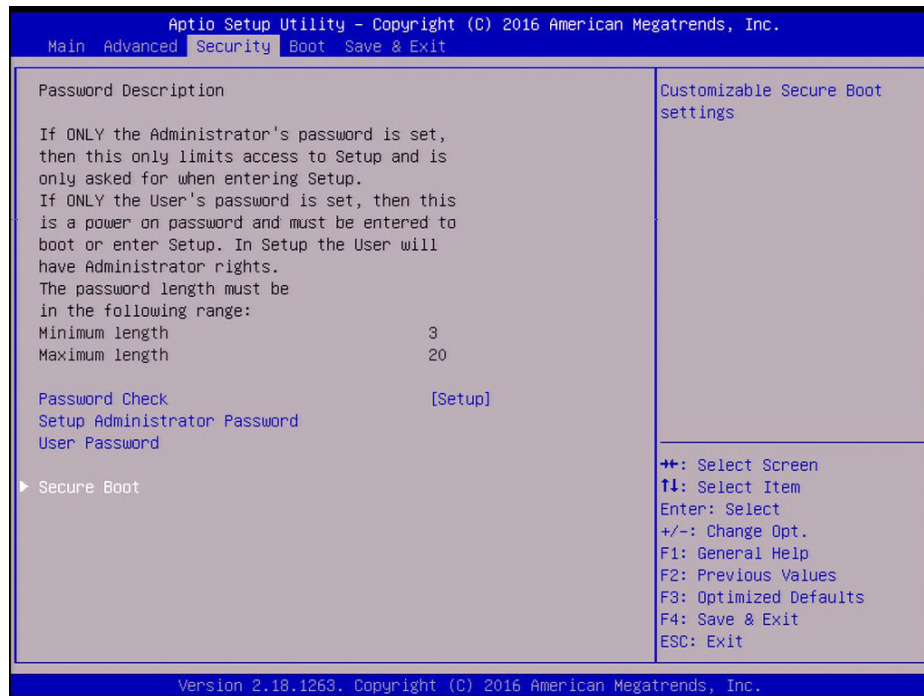 Aptio Setup Utility – Copyright (C) 2016 American Megatrends, Inc.
Main Advanced Security Boot Save & Exit
Password Description
If ONLY the Administrator's password is set,
then this only limits access to Setup and is
only asked for when entering Setup.
If ONLY the User's password is set, then this
is a power on password and must be entered to
boot or enter Setup. In Setup the User will
have Administrator rights.
The password length must be
in the following range:
Minimum length 3
Maximum length 20
Password Check [Setup]
Setup Administrator Password
User Password
Secure Boot
Customizable Secure Boot
settings
→←: Select Screen
↑↓: Select Item
Enter: Select
+/-: Change Opt.
F1: General Help
F2: Previous Values
F3: Optimized Defaults
F4: Save & Exit
ESC: Exit
Version 2.18.1263. Copyright (C) 2016 American Megatrends, Inc.